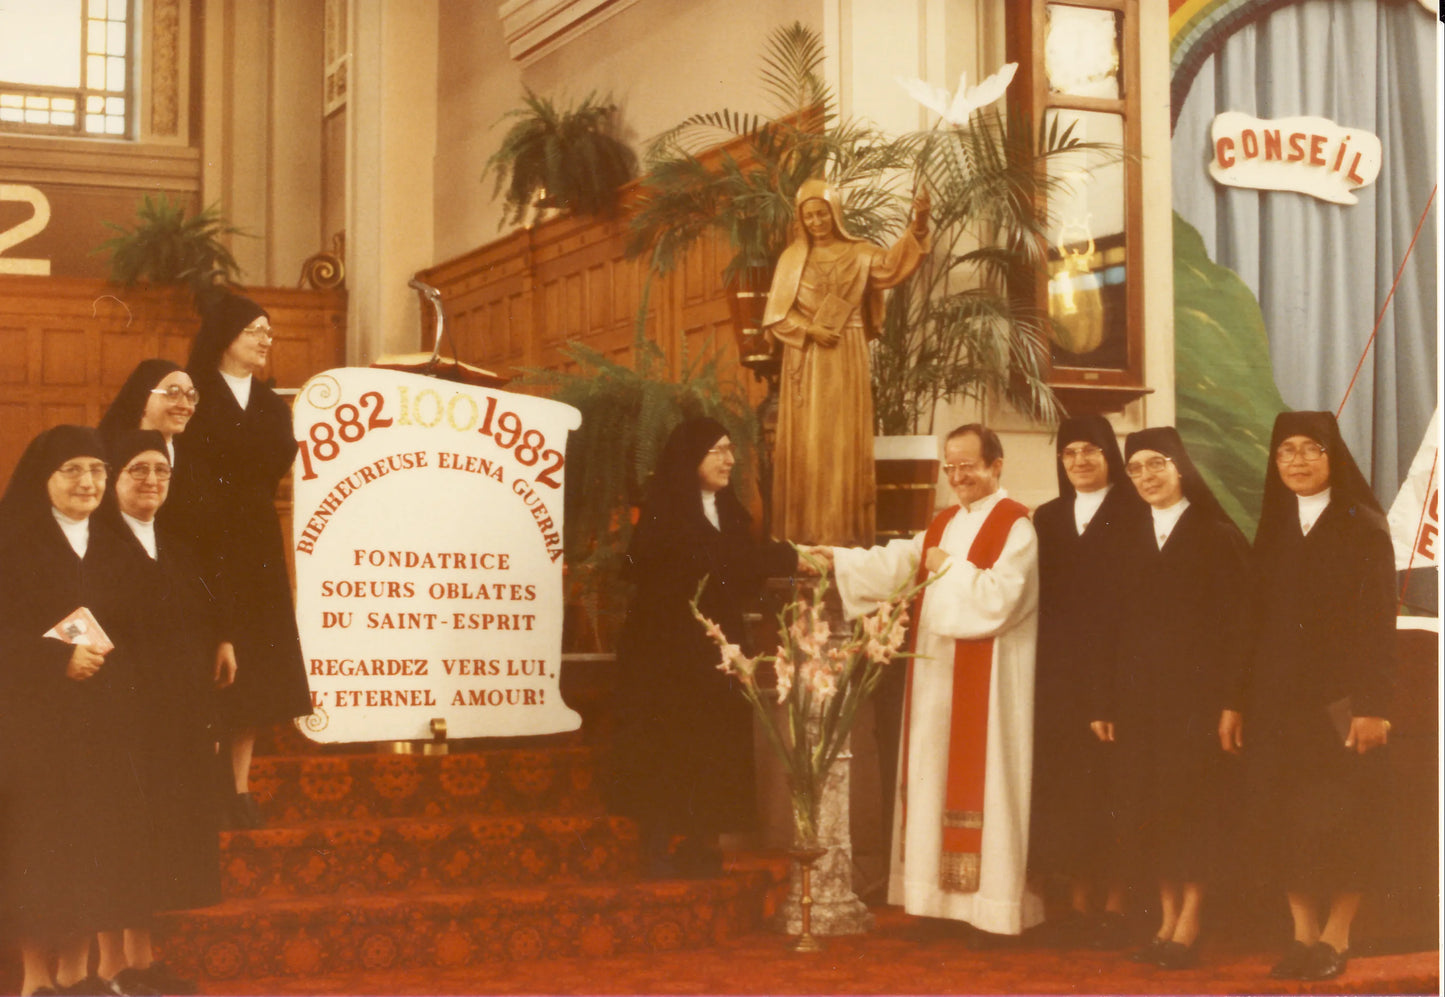 2
1882 100 1982
BIENHEUREUSE ELENA GUERRA
FONDATRICE
SOEURS OBLATES
DU SAINT-ESPRIT
REGARDEZ VERS LUI.
L'ETERNEL AMOUR!
CONSEiL